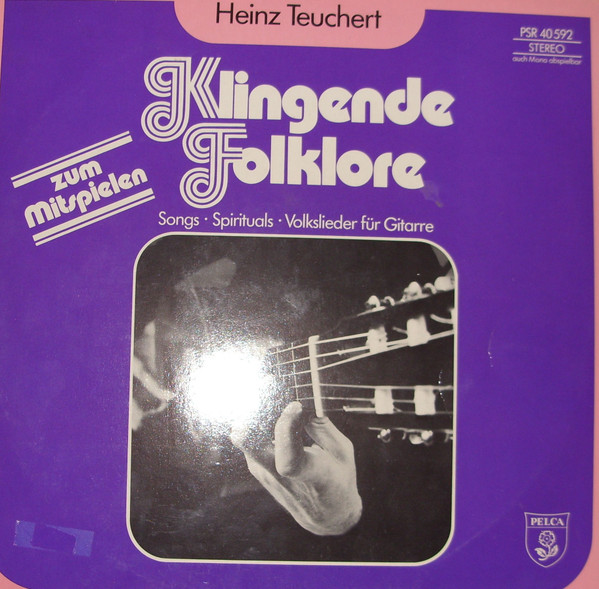 Heinz Teuchert
PSR 40 592
STEREO
auch Mono abspielbar
Klingende
Folklore
zum
Mitspielen
Songs · Spirituals · Volkslieder für Gitarre
PELCA